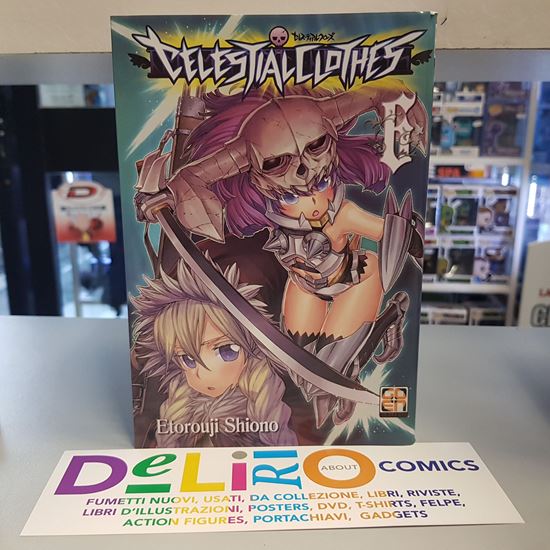 CELESTIAL CLOTHES
Etorouji Shiono
GOEN
DeLiRiO ABOUT COMICS
FUMETTI NUOVI, USATI, DA COLLEZIONE, LIBRI, RIVISTE,
LIBRI D'ILLUSTRAZIONI, POSTERS, DVD, T-SHIRTS, FELPE,
ACTION FIGURES, PORTACHIAVI, GADGETS